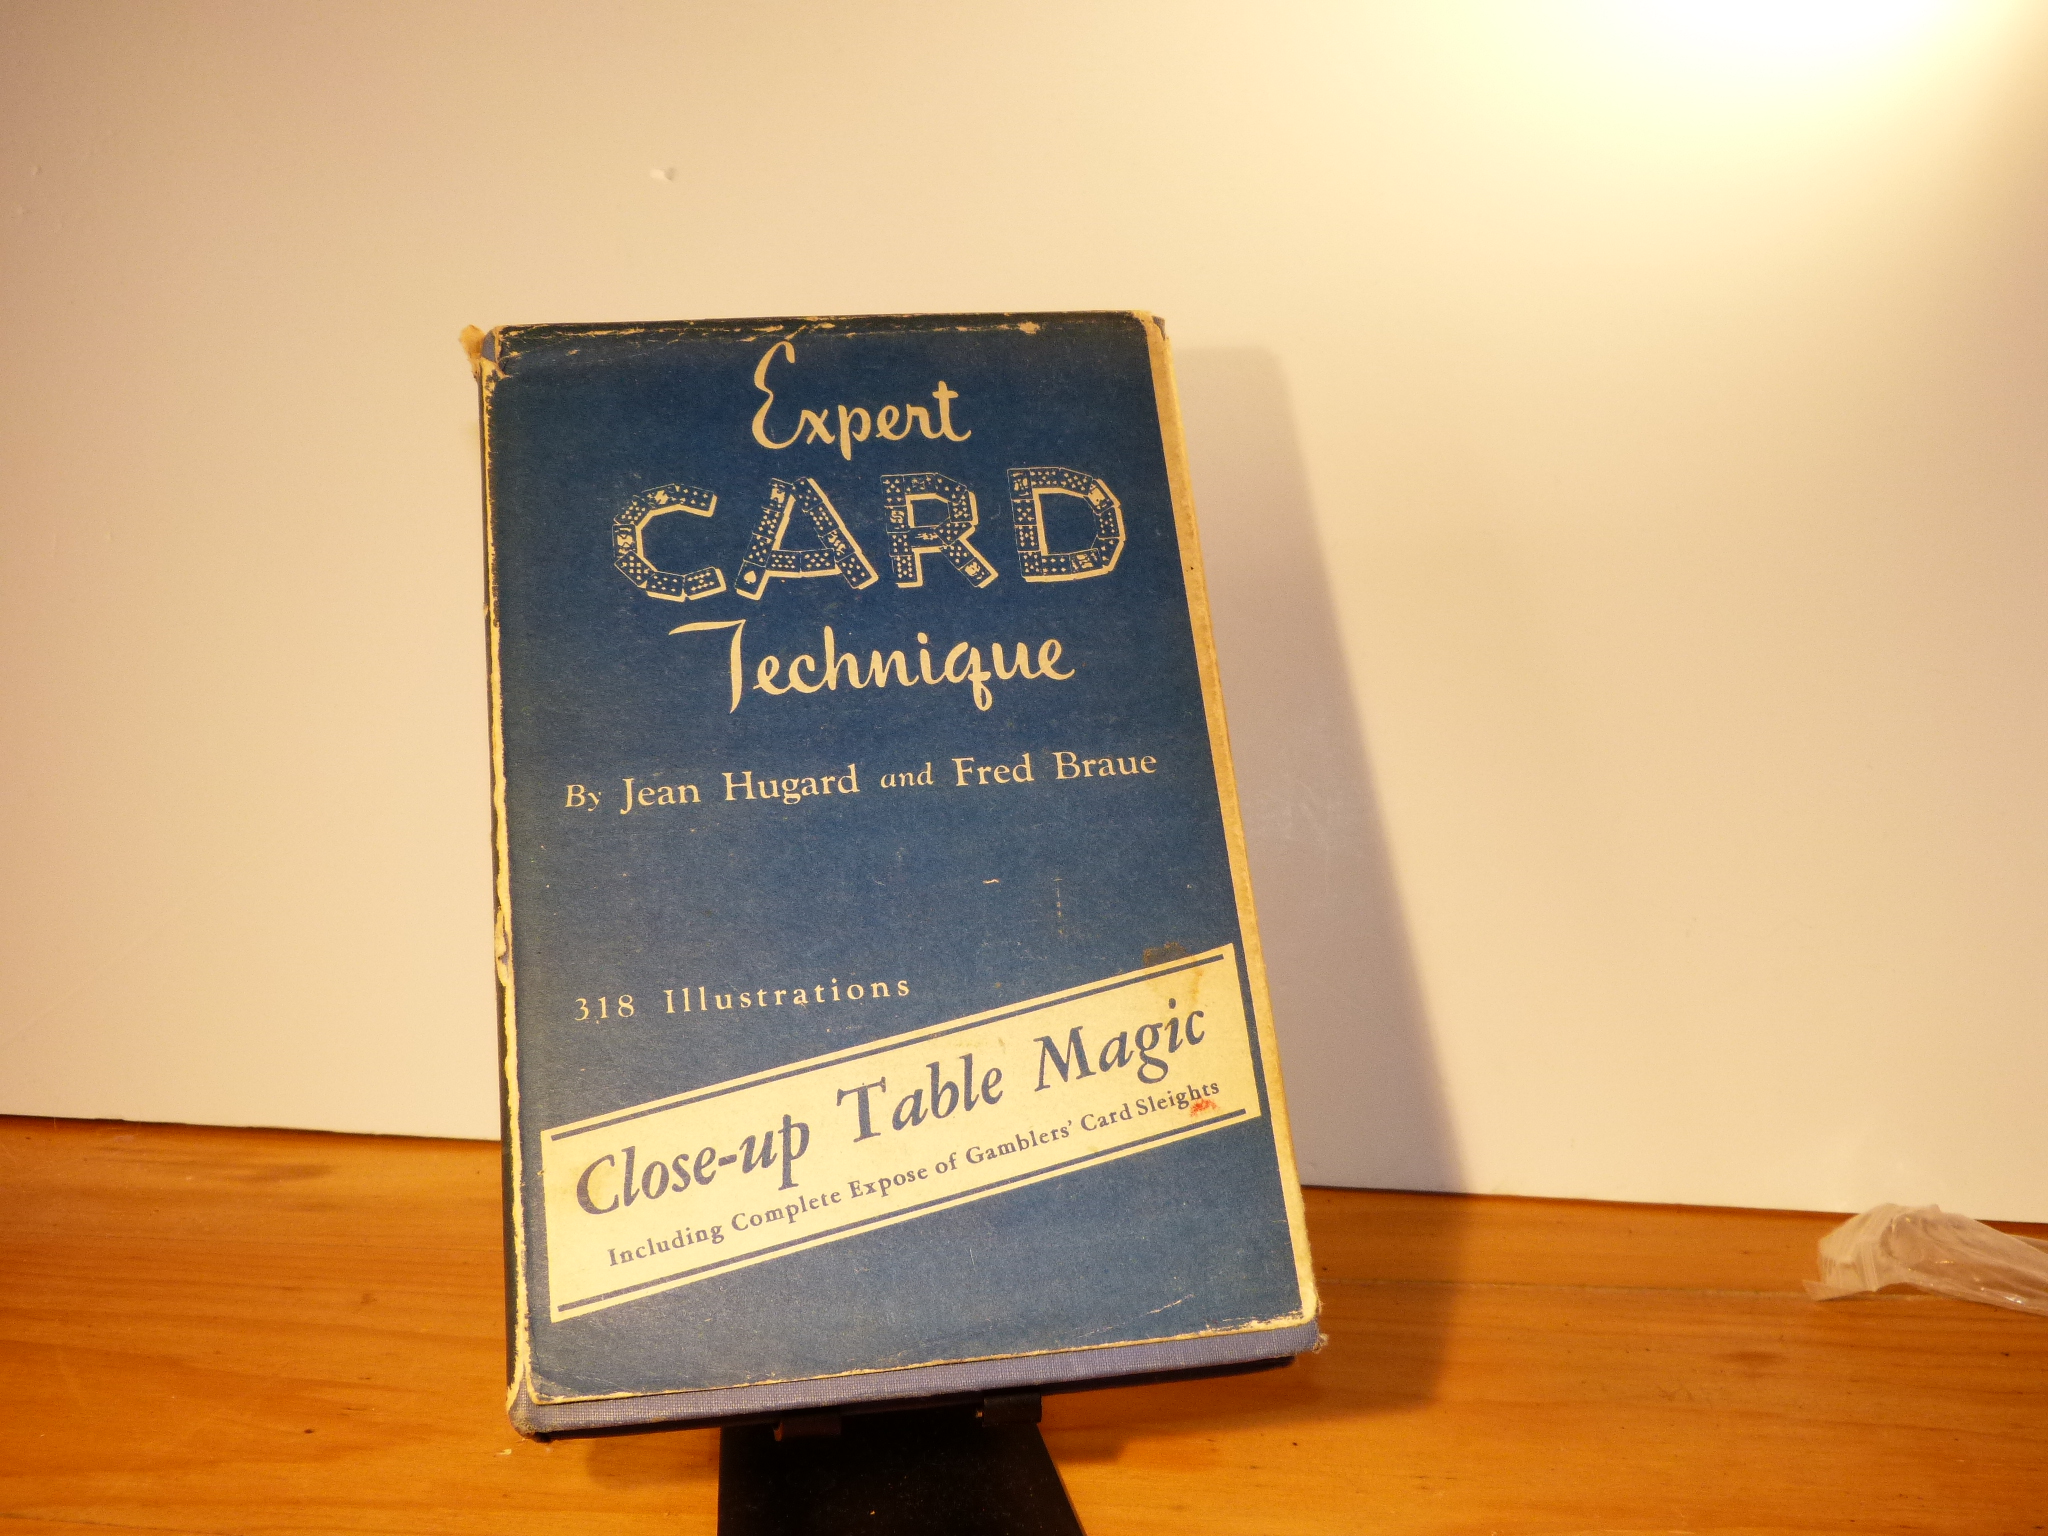 Expert
CARD
Technique
By Jean Hugard and Fred Braue
318 Illustrations
Close-up Table Magic
Including Complete Expose of Gamblers' Card Sleights